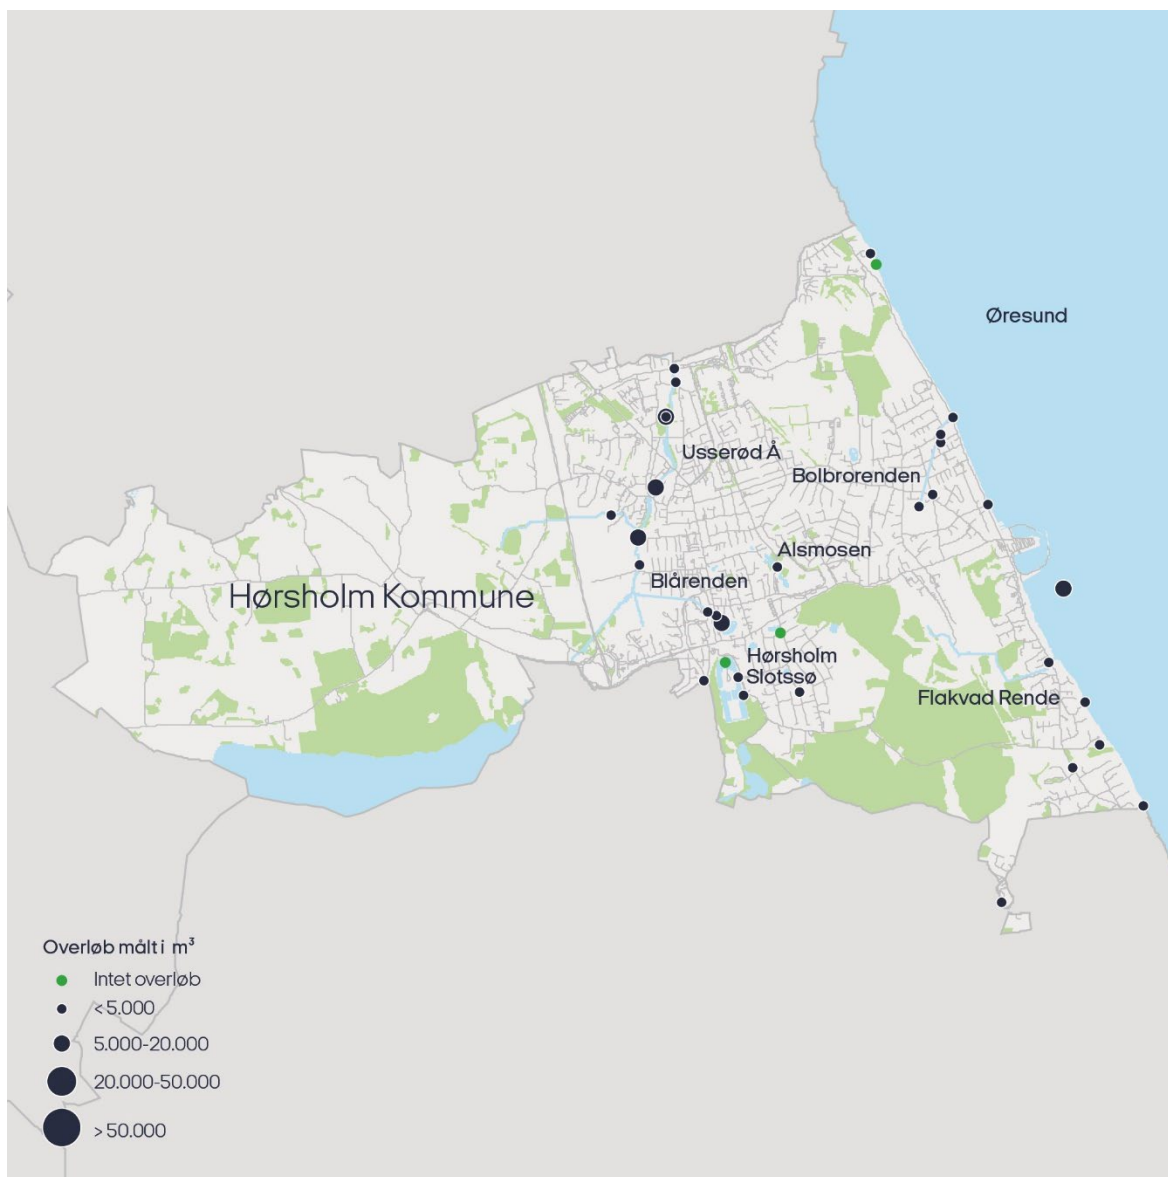 Øresund
Usserød Å
Bolbrorenden
Alsmosen
Blårenden
Hørsholm Kommune
Hørsholm
Slotssø
Flakvad Rende
Overløb målt i m³
Intet overløb
< 5.000
5.000-20.000
20.000-50.000
> 50.000